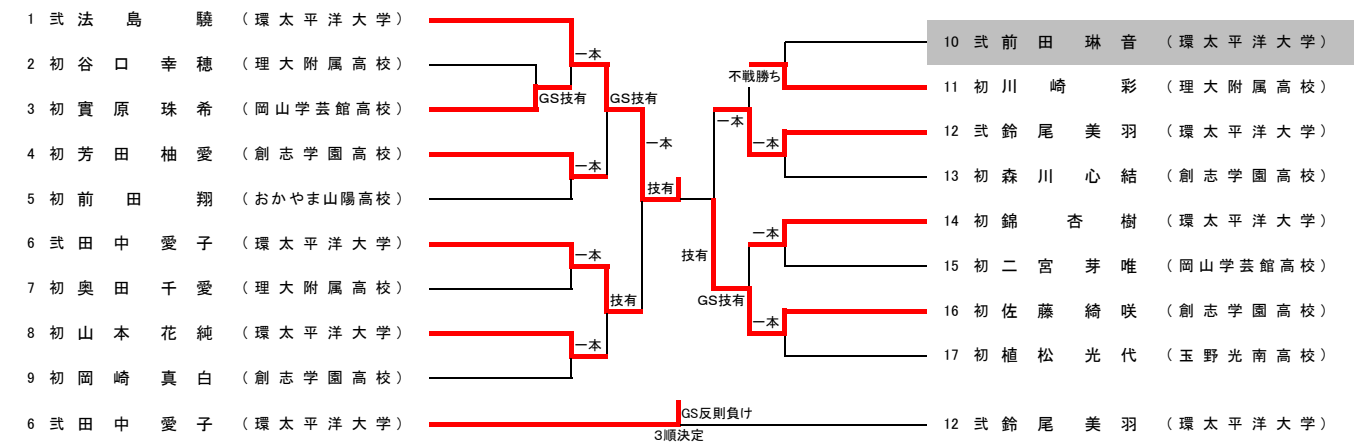 1 弐 法島 驍 （環太平洋大学）
2 初 谷口 幸穂 （理大附属高校）
3 初 實原 珠希 （岡山学芸館高校）
4 初 芳田 柚愛 （創志学園高校）
5 初 前田 翔 （おかやま山陽高校）
6 弐 田中 愛子 （環太平洋大学）
7 初 奥田 千愛 （理大附属高校）
8 初 山本 花純 （環太平洋大学）
9 初 岡崎 真白 （創志学園高校）
一本
GS技有
GS技有
一本
一本
技有
一本
技有
一本
10 弐 前田 琳音 （環太平洋大学）
11 初 川崎 彩 （理大附属高校）
12 弐 鈴尾 美羽 （環太平洋大学）
13 初 森川 心結 （創志学園高校）
14 初 錦 杏樹 （環太平洋大学）
15 初 二宮 芽唯 （岡山学芸館高校）
16 初 佐藤 綺咲 （創志学園高校）
17 初 植松 光代 （玉野光南高校）
不戦勝ち
一本
一本
一本
技有
GS技有
一本
6 弐 田中 愛子 （環太平洋大学）
GS反則負け
3順決定
12 弐 鈴尾 美羽 （環太平洋大学）